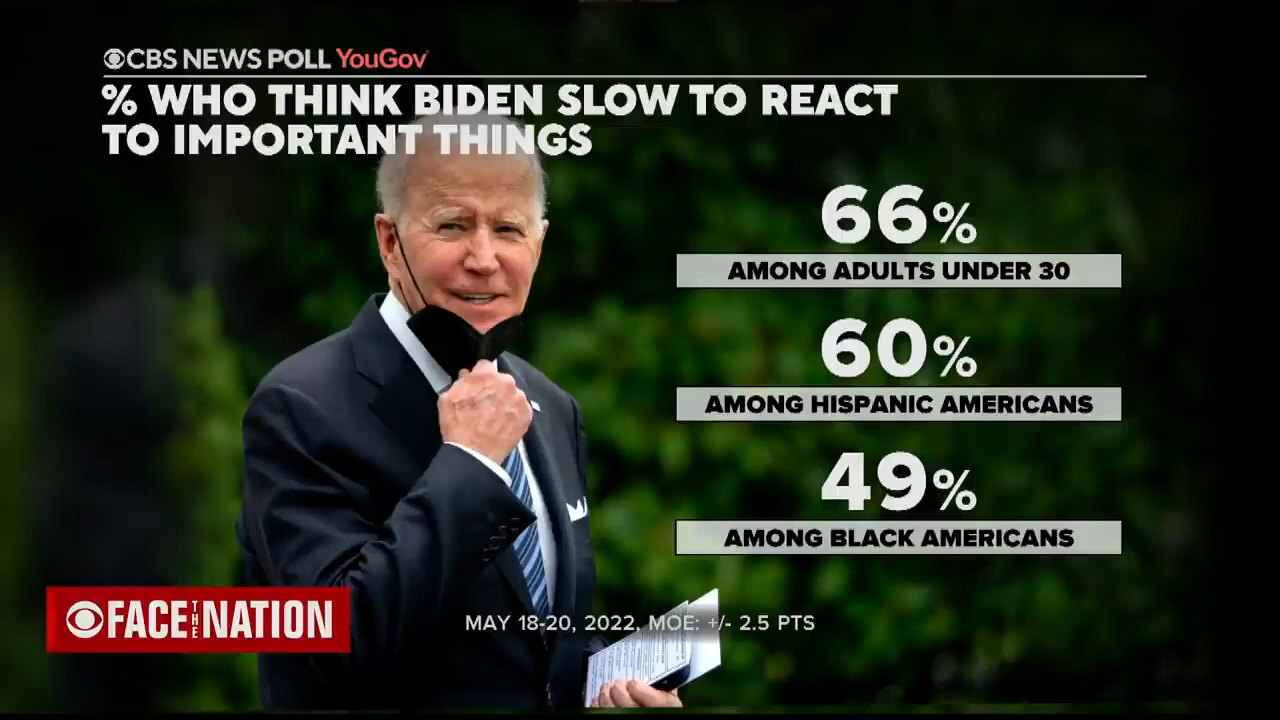 CBS NEWS POLL YouGov
% WHO THINK BIDEN SLOW TO REACT
TO IMPORTANT THINGS
66%
AMONG ADULTS UNDER 30
60%
AMONG HISPANIC AMERICANS
49%
AMONG BLACK AMERICANS
FACE THE NATION
MAY 18-20, 2022, MOE: +/- 2.5 PTS